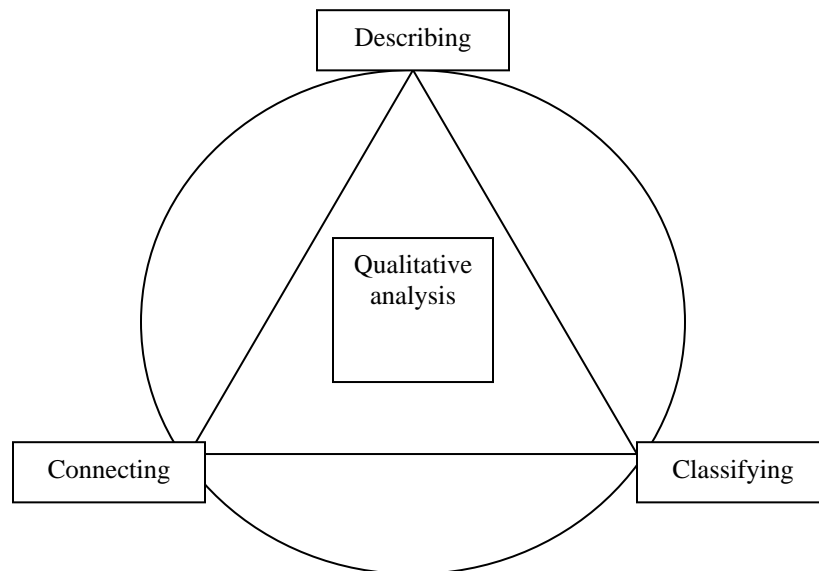 Describing
Qualitative
analysis
Connecting
Classifying